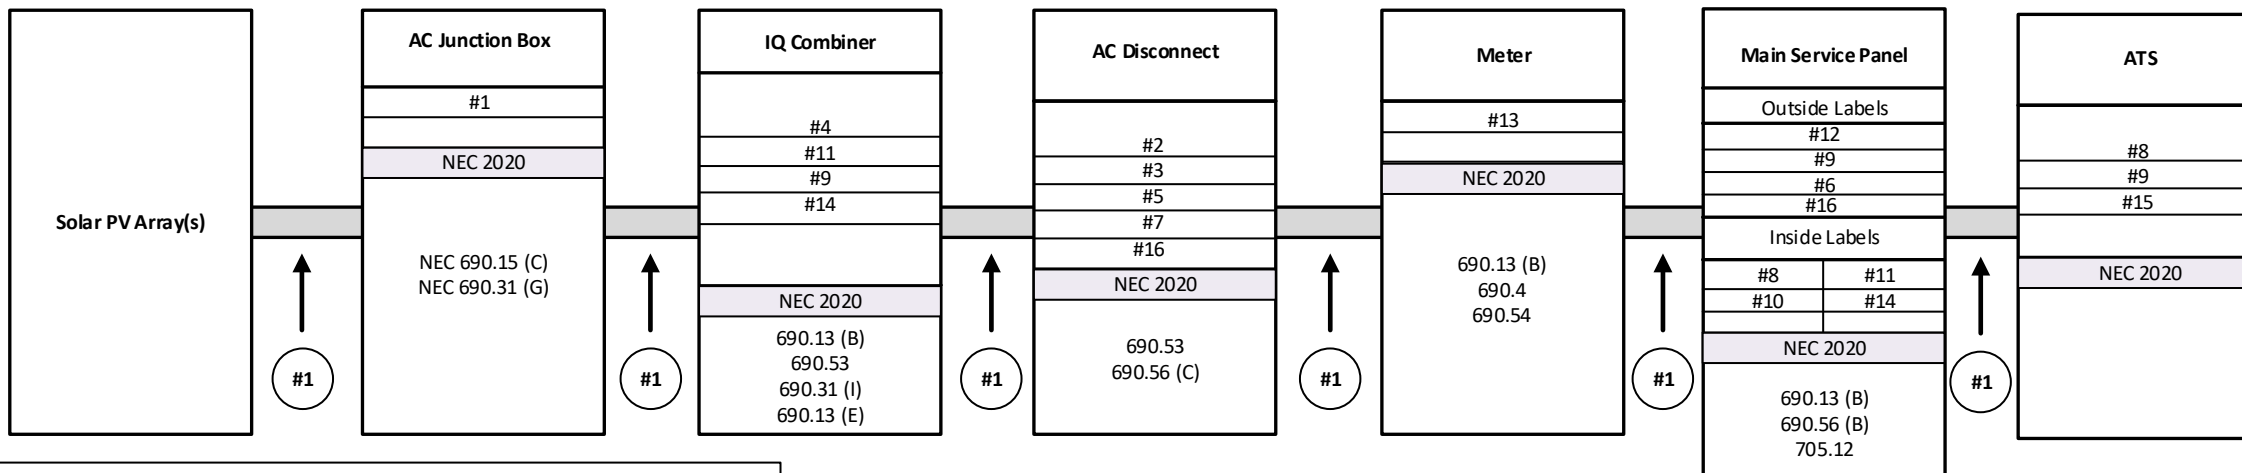 Solar PV Array(s)
#1
AC Junction Box
#1
NEC 2020
NEC 690.15 (C)
NEC 690.31 (G)
#1
IQ Combiner
#4
#11
#9
#14
NEC 2020
690.13 (B)
690.53
690.31 (I)
690.13 (E)
#1
AC Disconnect
#2
#3
#5
#7
#16
NEC 2020
690.53
690.56 (C)
#1
Meter
#13
NEC 2020
690.13 (B)
690.4
690.54
#1
Main Service Panel
Outside Labels
#12
#9
#6
#16
Inside Labels
#8 #11
#10 #14
NEC 2020
690.13 (B)
690.56 (B)
705.12
#1
ATS
#8
#9
#15
NEC 2020